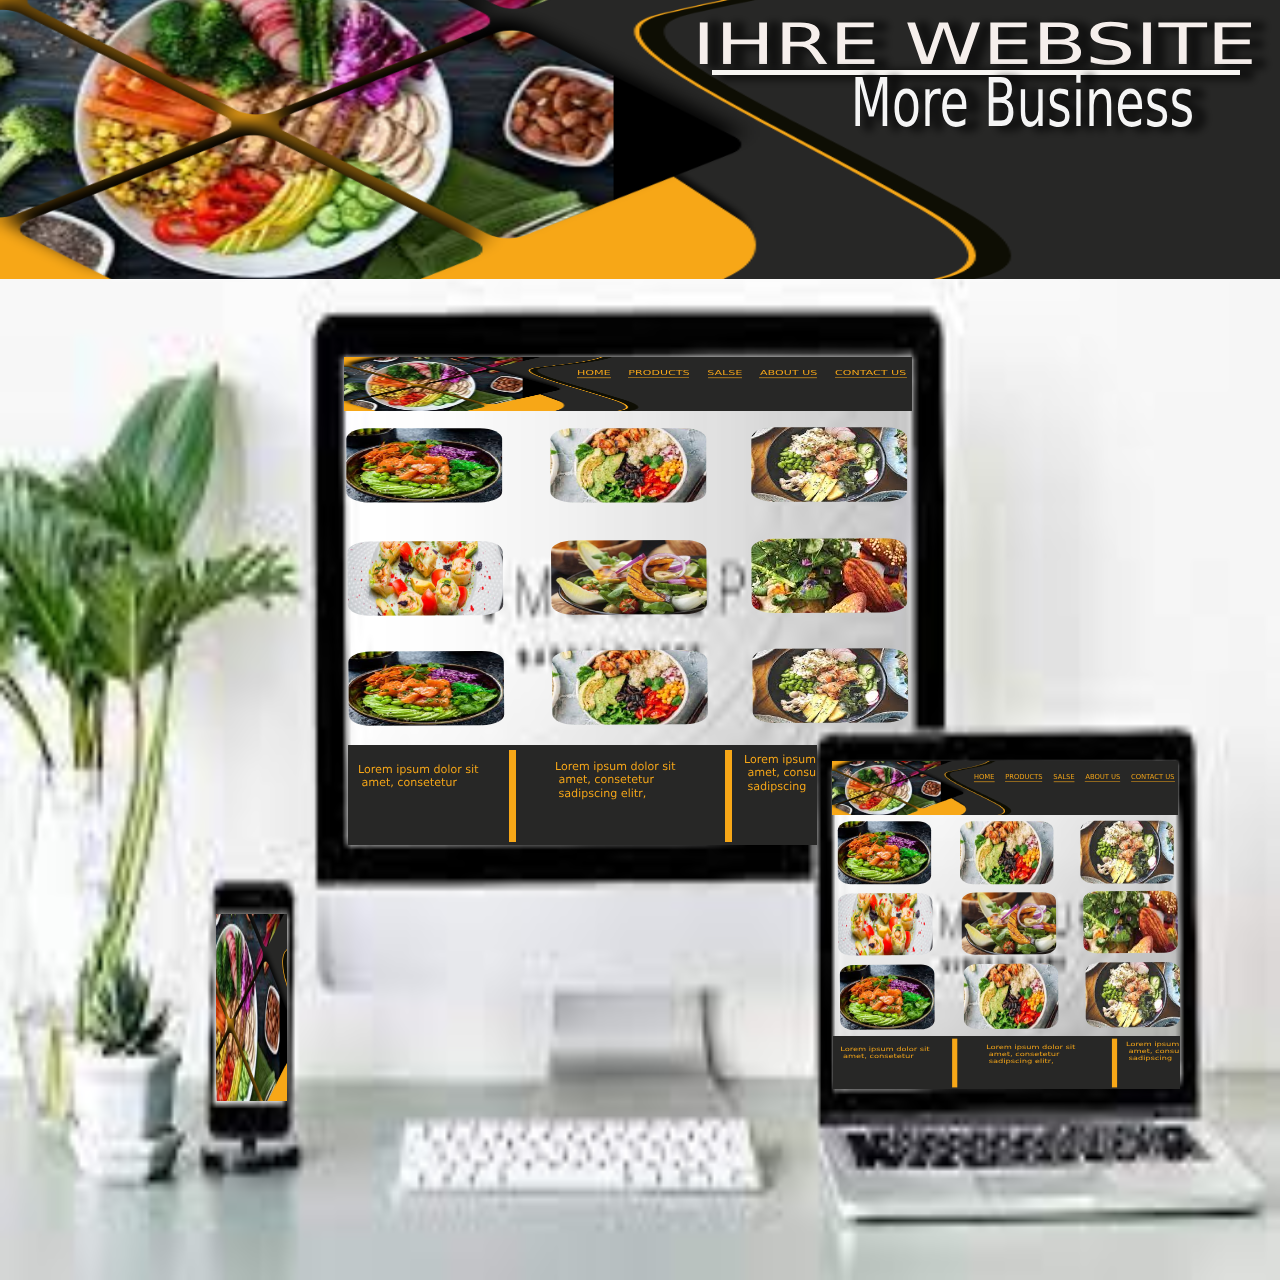 IHRE WEBSITE
More Business
HOME PRODUCTS SALSE ABOUT US CONTACT US
Lorem ipsum dolor sit
amet, consetetur
Lorem ipsum dolor sit
amet, consetetur
sadipscing elitr,
Lorem ipsum
amet, consu
sadipscing
HOME PRODUCTS SALSE ABOUT US CONTACT US
Lorem ipsum dolor sit
amet, consetetur
Lorem ipsum dolor sit
amet, consetetur
sadipscing elitr,
Lorem ipsum
amet, consu
sadipscing